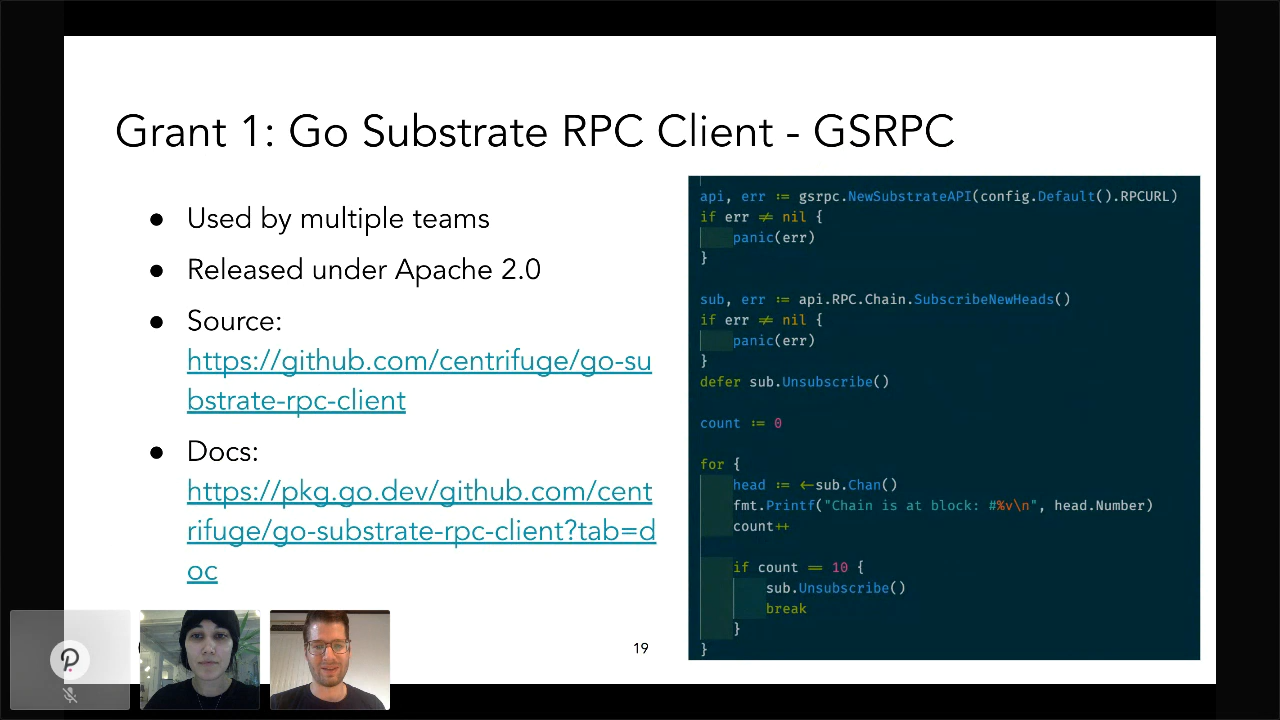 Grant 1: Go Substrate RPC Client - GSRPC
● Used by multiple teams
● Released under Apache 2.0
● Source:
https://github.com/centrifuge/go-su
bstrate-rpc-client
● Docs:
https://pkg.go.dev/github.com/cent
rifuge/go-substrate-rpc-client?tab=d
oc
api, err := gsrpc.NewSubstrateAPI(config.Default().RPCURL)
if err != nil {
    panic(err)
}
sub, err := api.RPC.Chain.SubscribeNewHeads()
if err != nil {
    panic(err)
}
defer sub.Unsubscribe()
count := 0
for {
    head := <-sub.Chan()
    fmt.Printf("Chain is at block: #%v\n", head.Number)
    count++
    if count == 10 {
        sub.Unsubscribe()
        break
    }
}
19